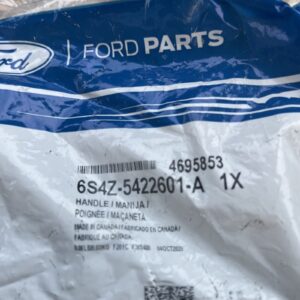 Ford | FORD PARTS
4695853
6S4Z-5422601-A 1X
HANDLE / MANIJA /
POIGNÉE / MAÇANETA
MADE IN CANADA / FABRICADO EN CANADA /
FABRIQUÉ AU CANADA